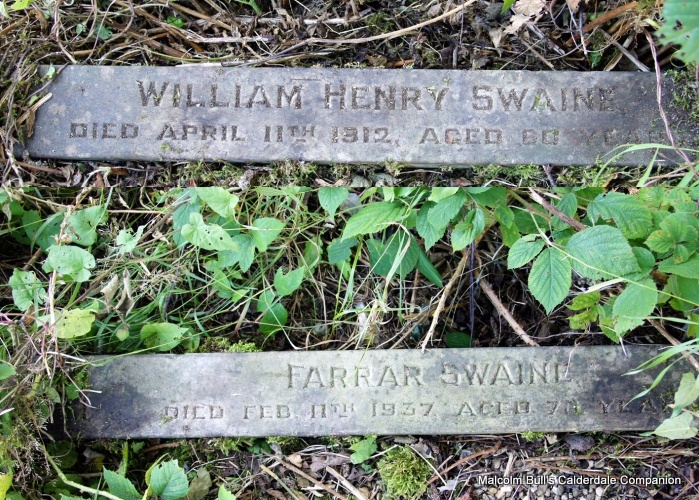 WILLIAM HENRY SWAINE
DIED APRIL 11TH 1912, AGED 60
FARRAR SWAINE
DIED FEB. 11TH 1937, AGED
Malcolm Bull's Calderdale Companion